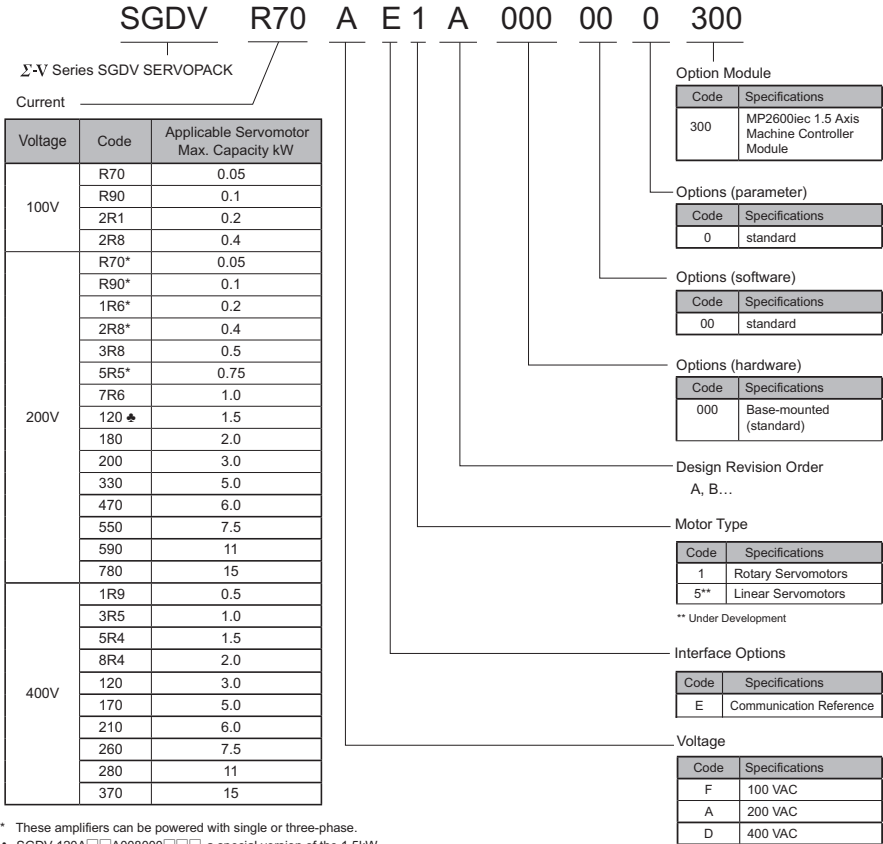 SGDV R70 A E 1 A 000 00 0 300
Σ-V Series SGDV SERVOPACK
Current
Voltage Code Applicable Servomotor Max. Capacity kW
100V
R70 0.05
R90 0.1
2R1 0.2
2R8 0.4
200V
R70* 0.05
R90* 0.1
1R6* 0.2
2R8* 0.4
3R8 0.5
5R5* 0.75
7R6 1.0
120 ♣ 1.5
180 2.0
200 3.0
330 5.0
470 6.0
550 7.5
590 11
780 15
400V
1R9 0.5
3R5 1.0
5R4 1.5
8R4 2.0
120 3.0
170 5.0
210 6.0
260 7.5
280 11
370 15
* These amplifiers can be powered with single or three-phase.
Option Module
Code Specifications
300 MP2600iec 1.5 Axis
Machine Controller
Module
Options (parameter)
Code Specifications
0 standard
Options (software)
Code Specifications
00 standard
Options (hardware)
Code Specifications
000 Base-mounted
(standard)
Design Revision Order
A, B…
Motor Type
Code Specifications
1 Rotary Servomotors
5** Linear Servomotors
** Under Development
Interface Options
Code Specifications
E Communication Reference
Voltage
Code Specifications
F 100 VAC
A 200 VAC
D 400 VAC